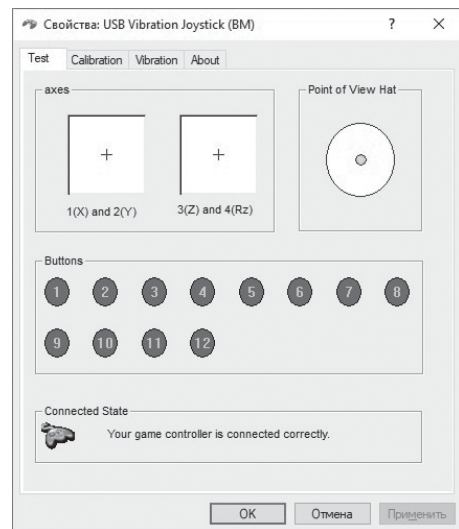 Свойства: USB Vibration Joystick (BM) ? ×
Test Calibration Vibration About
axes
Point of View Hat
1(X) and 2(Y) 3(Z) and 4(Rz)
Buttons
1 2 3 4 5 6 7 8
9 10 11 12
Connected State
Your game controller is connected correctly.
OK Отмена Применить